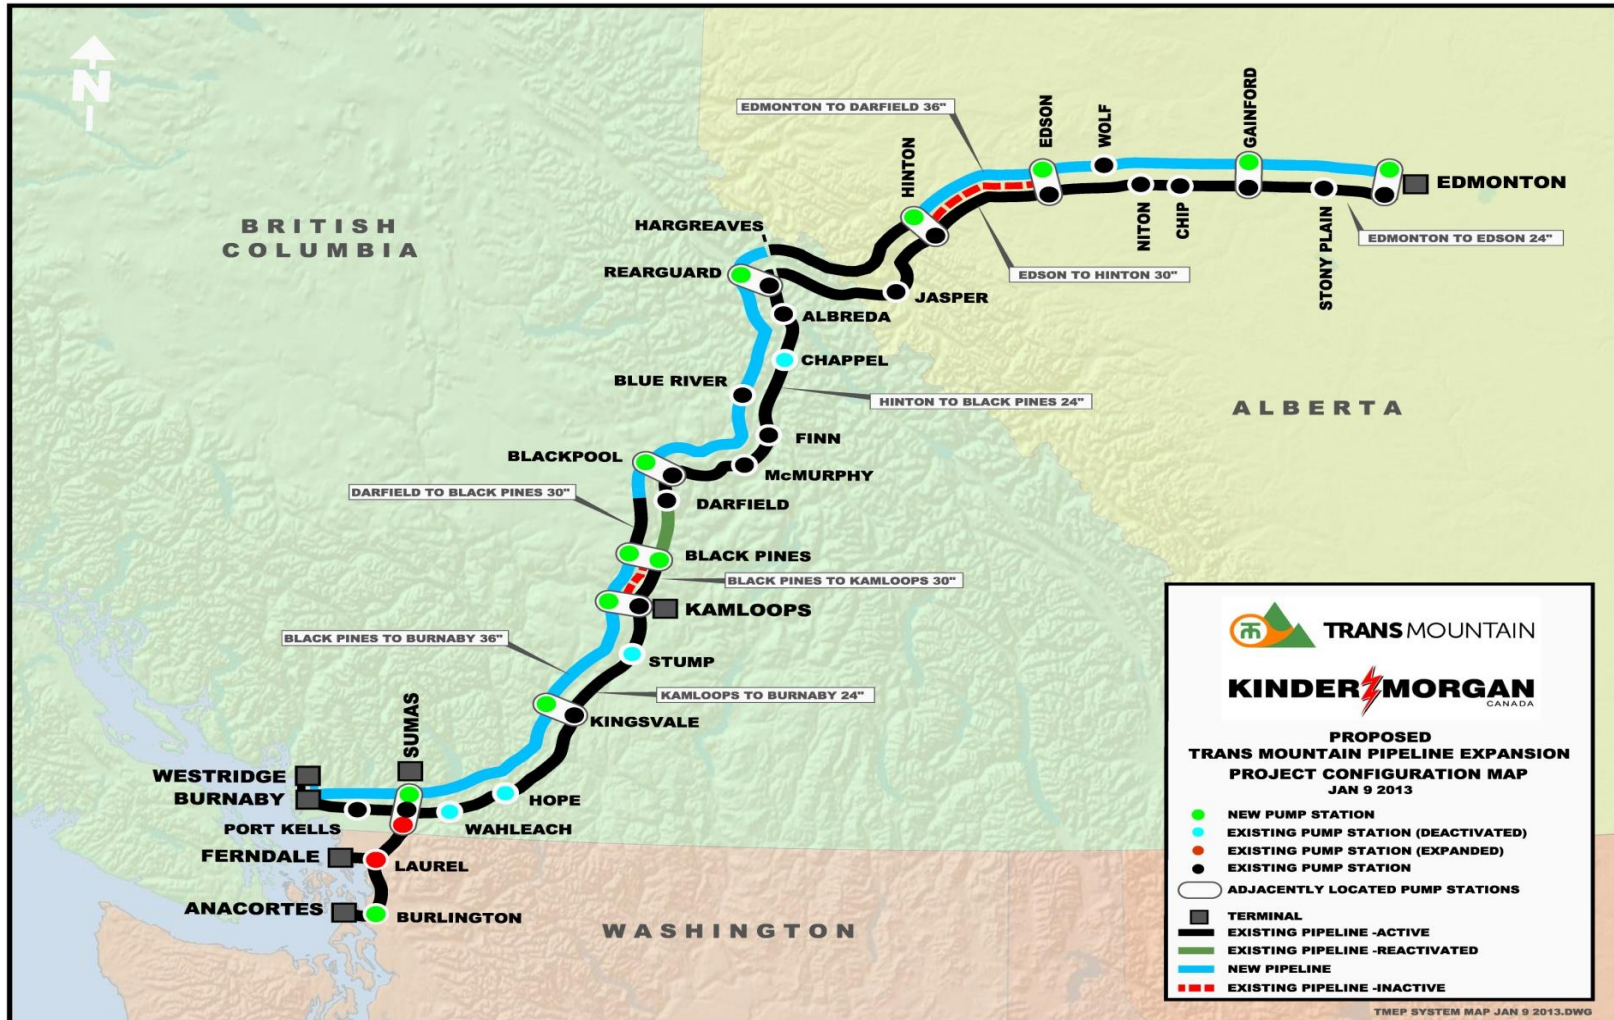 N
EDMONTON TO DARFIELD 36"
EDSON
WOLF
GAINFORD
HINTON
EDMONTON
NITON
CHIP
STONY PLAIN
EDMONTON TO EDSON 24"
BRITISH
COLUMBIA
HARGREAVES
REARGUARD
EDSON TO HINTON 30"
JASPER
ALBREDA
CHAPPEL
BLUE RIVER
HINTON TO BLACK PINES 24"
ALBERTA
FINN
BLACKPOOL
McMURPHY
DARFIELD TO BLACK PINES 30"
DARFIELD
BLACK PINES
BLACK PINES TO KAMLOOPS 30"
KAMLOOPS
BLACK PINES TO BURNABY 36"
STUMP
KAMLOOPS TO BURNABY 24"
KINGSVALE
SUMAS
WESTRIDGE
BURNABY
HOPE
PORT KELLS
WAHLEACH
FERNDALE
LAUREL
ANACORTES
BURLINGTON
WASHINGTON
TRANSMOUNTAIN
KINDER MORGAN
CANADA
PROPOSED
TRANS MOUNTAIN PIPELINE EXPANSION
PROJECT CONFIGURATION MAP
JAN 9 2013
NEW PUMP STATION
EXISTING PUMP STATION (DEACTIVATED)
EXISTING PUMP STATION (EXPANDED)
EXISTING PUMP STATION
ADJACENTLY LOCATED PUMP STATIONS
TERMINAL
EXISTING PIPELINE -ACTIVE
EXISTING PIPELINE -REACTIVATED
NEW PIPELINE
EXISTING PIPELINE -INACTIVE
TMEP SYSTEM MAP JAN 9 2013.DWG